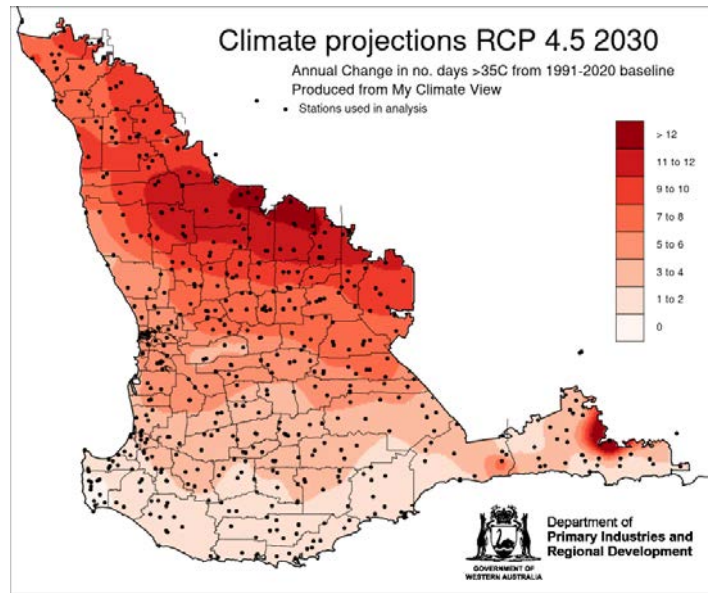 Climate projections RCP 4.5 2030
Annual Change in no. days >35C from 1991-2020 baseline
Produced from My Climate View
Stations used in analysis
> 12
11 to 12
9 to 10
7 to 8
5 to 6
3 to 4
1 to 2
0
Department of
Primary Industries and
Regional Development
GOVERNMENT OF
WESTERN AUSTRALIA